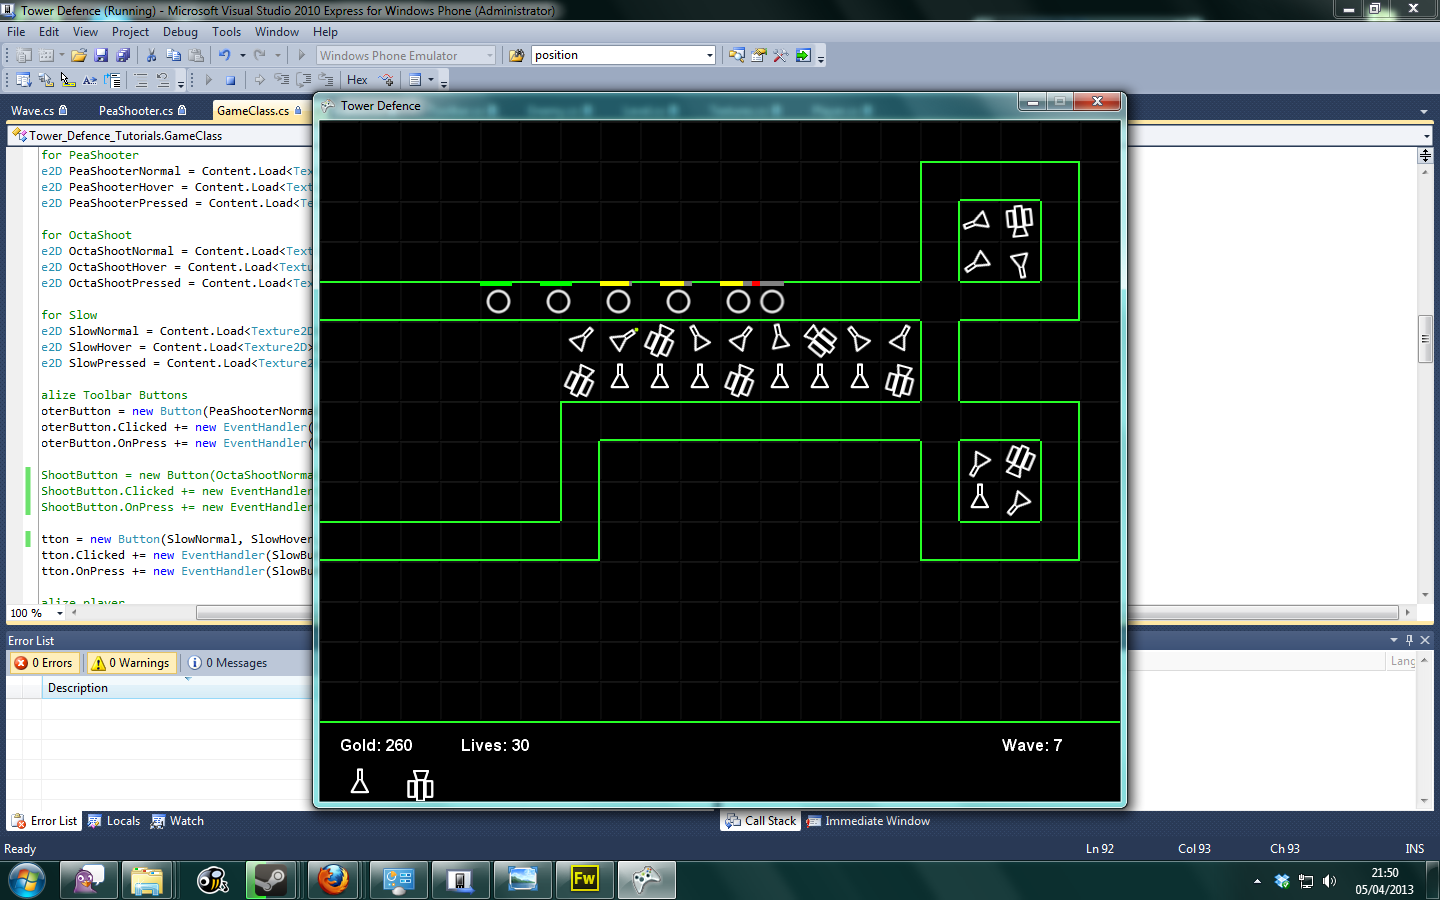 Tower Defence (Running) - Microsoft Visual Studio 2010 Express for Windows Phone (Administrator)
File Edit View Project Debug Tools Window Help
Windows Phone Emulator position
Hex
Wave.cs PeaShooter.cs GameClass.cs
Tower Defence
Tower_Defence_Tutorials.GameClass
for PeaShooter
e2D PeaShooterNormal = Content.Load<Tex
e2D PeaShooterHover = Content.Load<Text
e2D PeaShooterPressed = Content.Load<Te
for OctaShoot
e2D OctaShootNormal = Content.Load<Text
e2D OctaShootHover = Content.Load<Textu
e2D OctaShootPressed = Content.Load<Tex
for Slow
e2D SlowNormal = Content.Load<Texture2D
e2D SlowHover = Content.Load<Texture2D>
e2D SlowPressed = Content.Load<Texture2
alize Toolbar Buttons
oterButton = new Button(PeaShooterNorma
oterButton.Clicked += new EventHandler(
oterButton.OnPress += new EventHandler(
ShootButton = new Button(OctaShootNorma
ShootButton.Clicked += new EventHandler
ShootButton.OnPress += new EventHandler
tton = new Button(SlowNormal, SlowHover
tton.Clicked += new EventHandler(SlowBu
tton.OnPress += new EventHandler(SlowBu
alize player
100 %
Error List
0 Errors 0 Warnings 0 Messages
Lang
Description
Gold: 260 Lives: 30 Wave: 7
Error List Locals Watch Call Stack Immediate Window
Ready Ln 92 Col 93 Ch 93 INS
Fw
21:50
05/04/2013